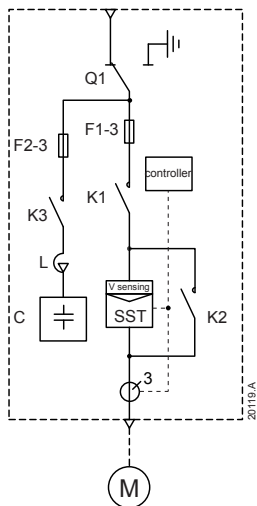 Q1
F2-3
F1-3
controller
K3
K1
L
V sensing
C
SST
K2
3
M
20119.A